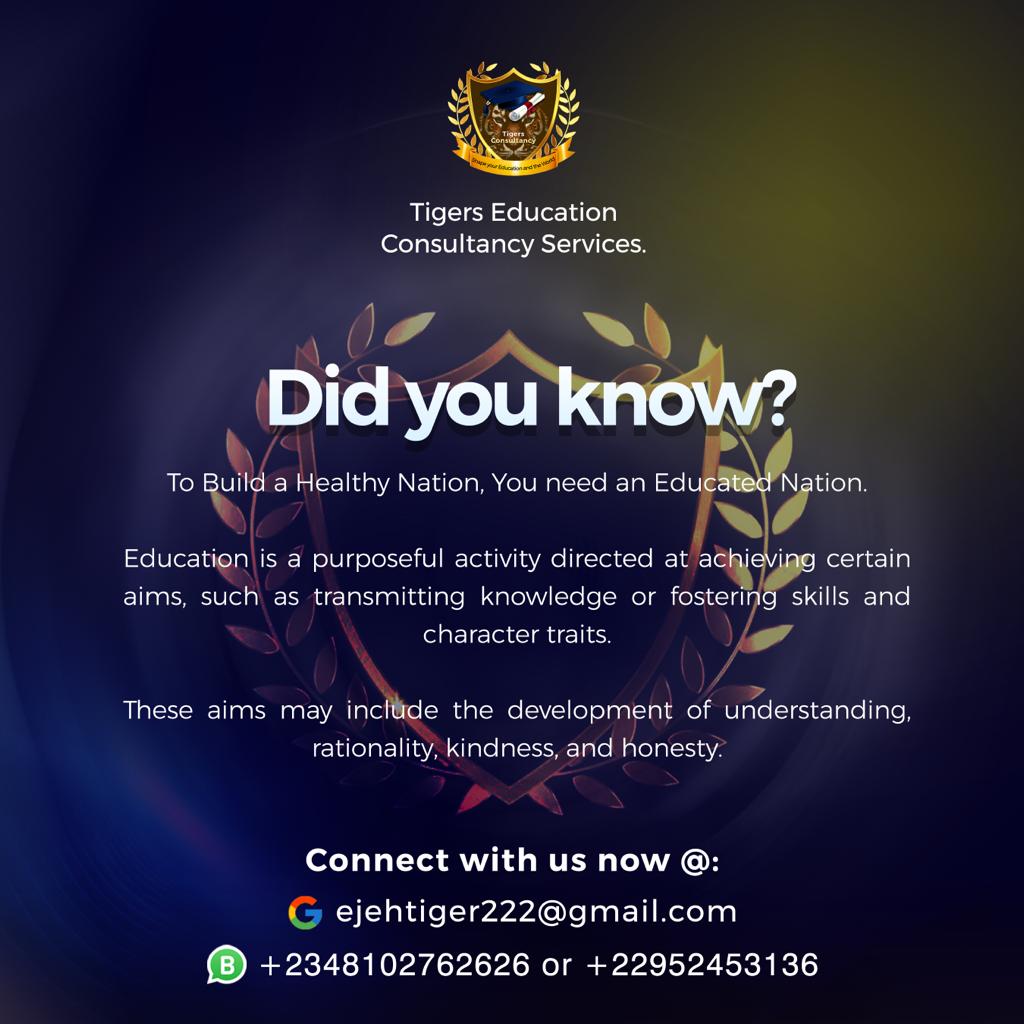 Tigers
Consultancy
Shape your Education and the World
Tigers Education
Consultancy Services.
Did you know?
To Build a Healthy Nation, You need an Educated Nation.
Education is a purposeful activity directed at achieving certain
aims, such as transmitting knowledge or fostering skills and
character traits.
These aims may include the development of understanding,
rationality, kindness, and honesty.
Connect with us now @:
G ejehtiger222@gmail.com
B +2348102762626 or +22952453136